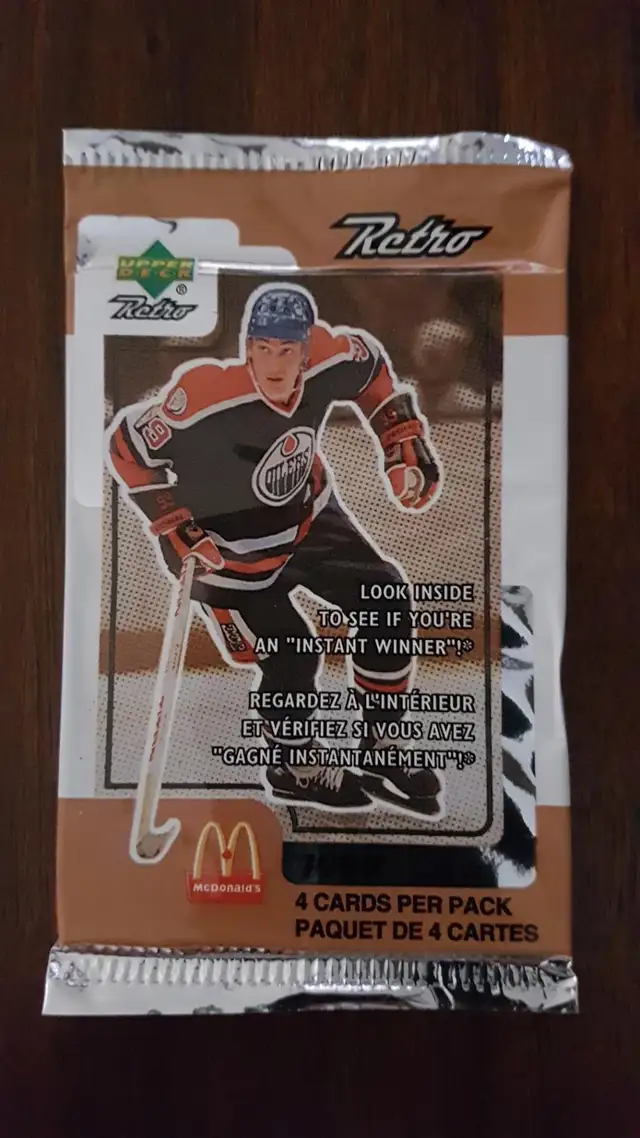 Retro
UPPER
DECK
®
Retro
99
OILERS
LOOK INSIDE
TO SEE IF YOU'RE
AN "INSTANT WINNER"!*
REGARDEZ À L'INTÉRIEUR
ET VÉRIFIEZ SI VOUS AVEZ
"GAGNÉ INSTANTANÉMENT"!*
McDonald's
4 CARDS PER PACK
PAQUET DE 4 CARTES